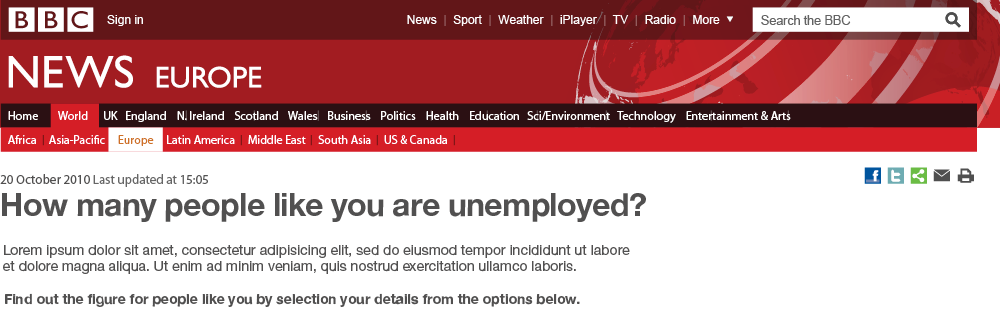 BBC Sign in News Sport Weather iPlayer TV Radio More Search the BBC
NEWS EUROPE
Home World UK England N. Ireland Scotland Wales Business Politics Health Education Sci/Environment Technology Entertainment & Arts
Africa Asia-Pacific Europe Latin America Middle East South Asia US & Canada
20 October 2010 Last updated at 15:05
How many people like you are unemployed?
Lorem ipsum dolor sit amet, consectetur adipisicing elit, sed do eiusmod tempor incididunt ut labore
et dolore magna aliqua. Ut enim ad minim veniam, quis nostrud exercitation ullamco laboris.
Find out the figure for people like you by selection your details from the options below.